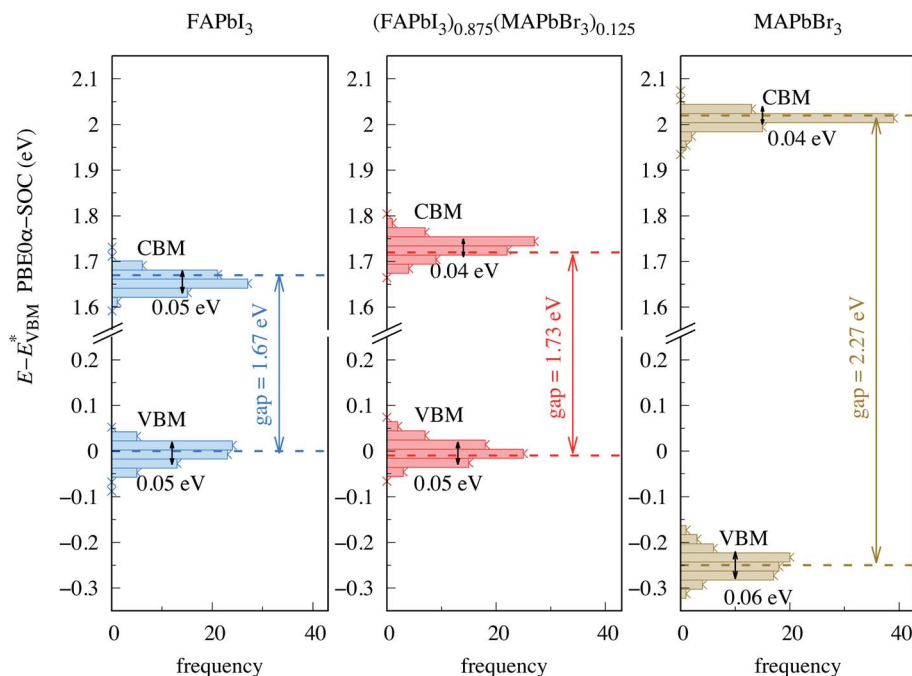 FAPbI₃
(FAPbI₃)₀.₈₇₅(MAPbBr₃)₀.₁₂₅
MAPbBr₃
E−E*VBM PBE0α−SOC (eV)
2.1
2
1.9
1.8
1.7
1.6
0.2
0.1
0
−0.1
−0.2
−0.3
CBM
0.05 eV
gap = 1.67 eV
VBM
0.05 eV
0 20 40
frequency
2.1
2
1.9
1.8
1.7
1.6
0.2
0.1
0
−0.1
−0.2
−0.3
CBM
0.04 eV
gap = 1.73 eV
VBM
0.05 eV
0 20 40
frequency
2.1
2
1.9
1.8
1.7
1.6
0.2
0.1
0
−0.1
−0.2
−0.3
CBM
0.04 eV
gap = 2.27 eV
VBM
0.06 eV
0 20 40
frequency